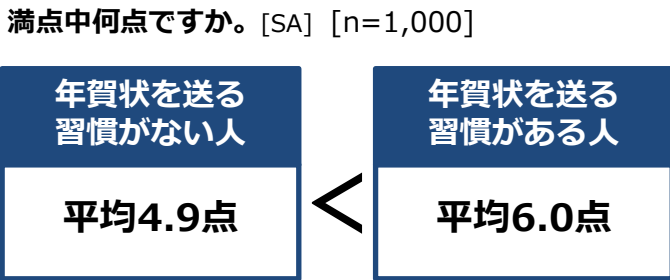 満点中何点ですか。[SA] [n=1,000]
年賀状を送る
習慣がない人
年賀状を送る
習慣がある人
平均4.9点
<
平均6.0点